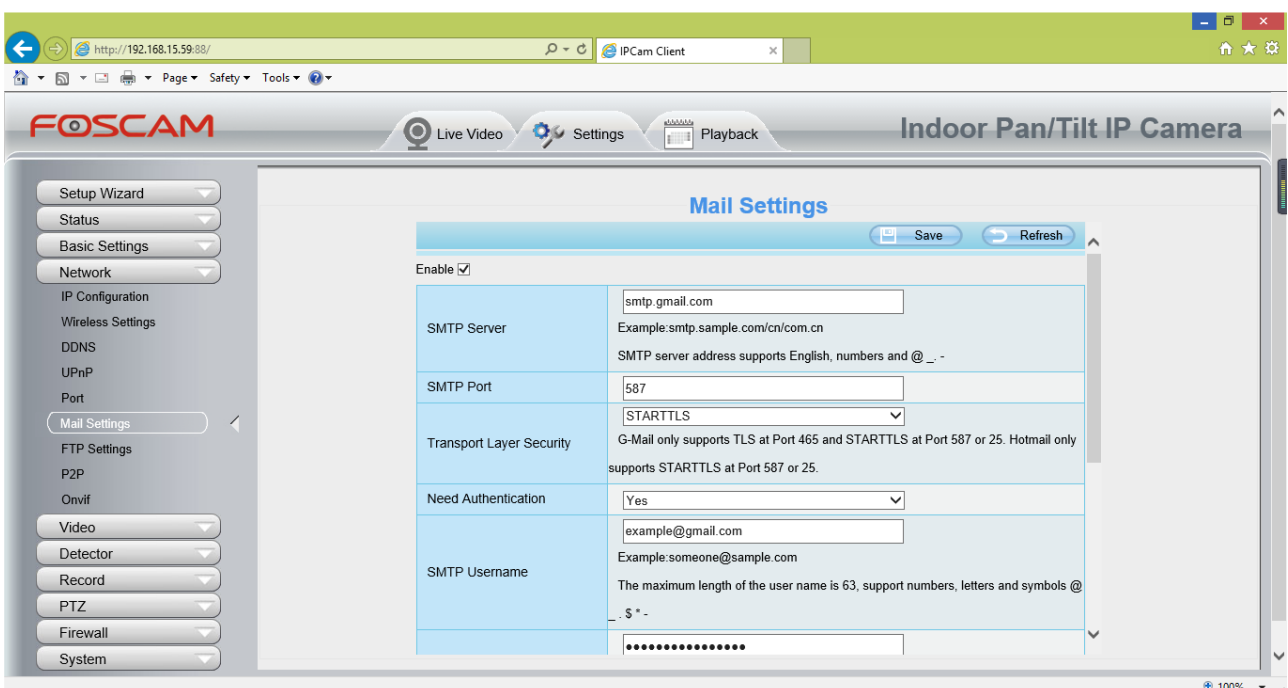 http://192.168.15.59:88/
IPCam Client
Page Safety Tools
FOSCAM
Live Video
Settings
Playback
Indoor Pan/Tilt IP Camera
Setup Wizard
Status
Basic Settings
Network
IP Configuration
Wireless Settings
DDNS
UPnP
Port
Mail Settings
FTP Settings
P2P
Onvif
Video
Detector
Record
PTZ
Firewall
System
Mail Settings
Save
Refresh
Enable
SMTP Server
smtp.gmail.com
Example:smtp.sample.com/cn/com.cn
SMTP server address supports English, numbers and @ _. -
SMTP Port
587
Transport Layer Security
STARTTLS
G-Mail only supports TLS at Port 465 and STARTTLS at Port 587 or 25. Hotmail only
supports STARTTLS at Port 587 or 25.
Need Authentication
Yes
SMTP Username
example@gmail.com
Example:someone@sample.com
The maximum length of the user name is 63, support numbers, letters and symbols @
_ . $ * -
••••••••••••••••
100%